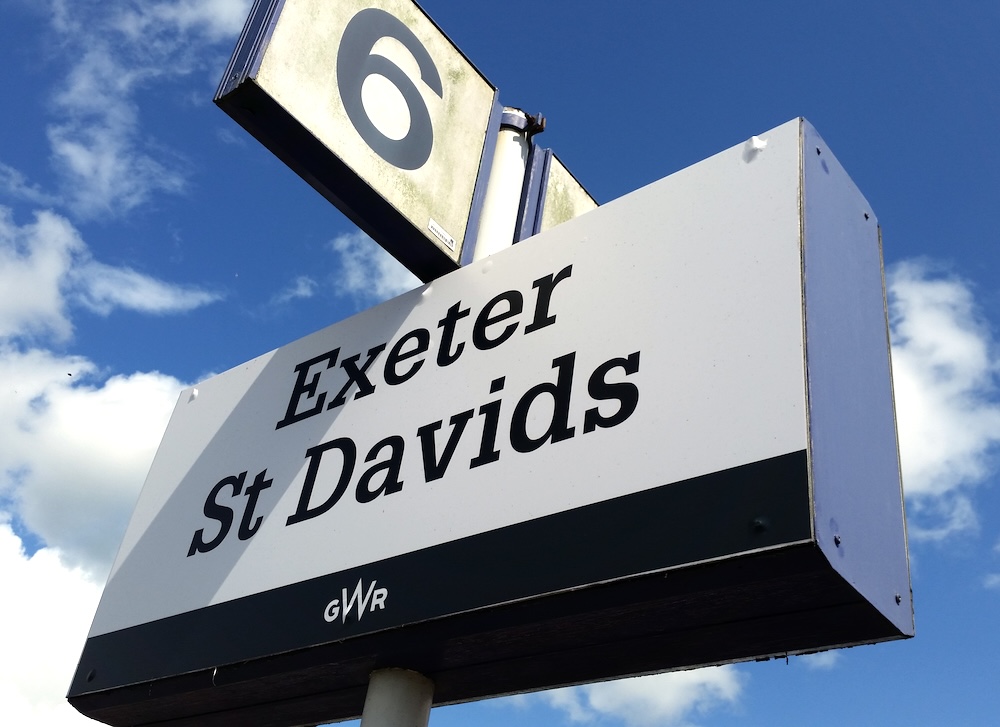 6
Exeter
St Davids
GWR